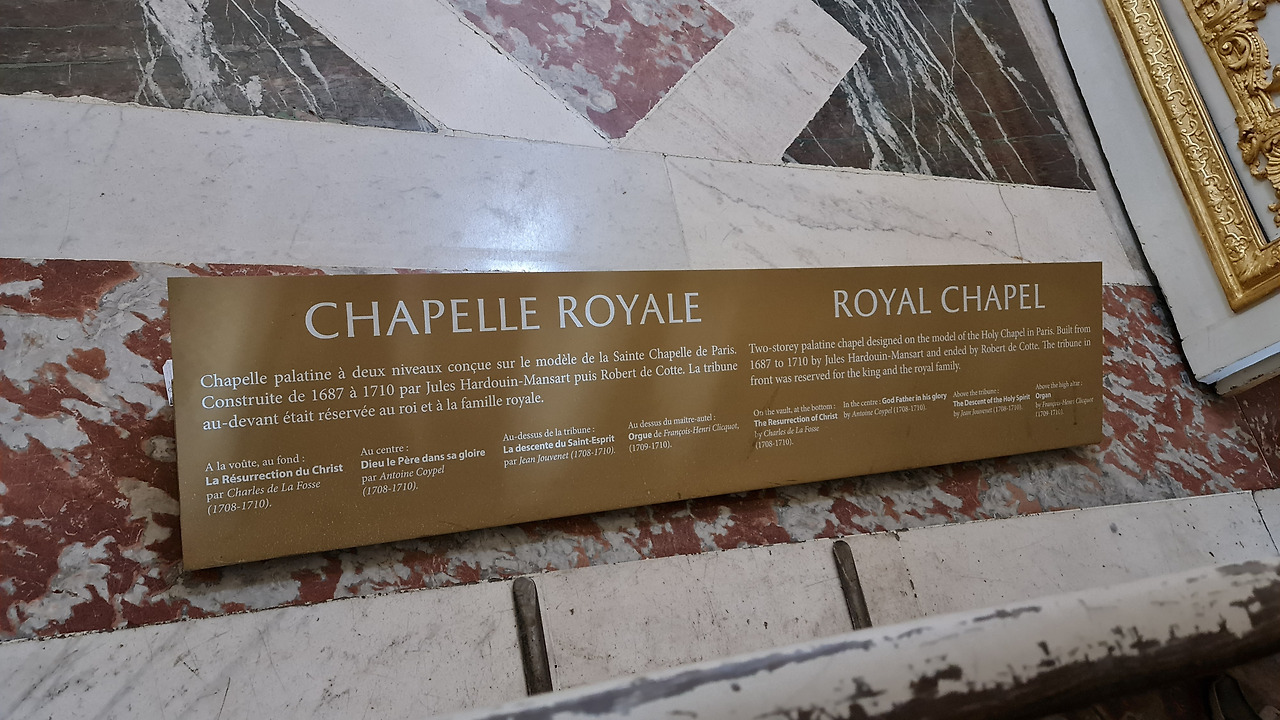 CHAPELLE ROYALE
Chapelle palatine à deux niveaux conçue sur le modèle de la Sainte Chapelle de Paris.
Construite de 1687 à 1710 par Jules Hardouin-Mansart puis Robert de Cotte. La tribune
au-devant était réservée au roi et à la famille royale.
A la voûte, au fond :
La Résurrection du Christ
par Charles de La Fosse
(1708-1710).
Au centre :
Dieu le Père dans sa gloire
par Antoine Coypel
(1708-1710).
Au-dessus de la tribune :
La descente du Saint-Esprit
par Jean Jouvenet (1708-1710).
Au dessus du maître-autel :
Orgue de François-Henri Clicquot,
(1709-1710).
ROYAL CHAPEL
Two-storey palatine chapel designed on the model of the Holy Chapel in Paris. Built from
1687 to 1710 by Jules Hardouin-Mansart and ended by Robert de Cotte. The tribune in
front was reserved for the king and the royal family.
On the vault, at the bottom :
The Resurrection of Christ
by Charles de La Fosse
(1708-1710).
In the centre : God Father in his glory
by Antoine Coypel (1708-1710).
Above the tribune :
The Descent of the Holy Spirit
by Jean Jouvenet (1708-1710).
Above the high altar :
Organ
by François-Henri Clicquot
(1709-1710).